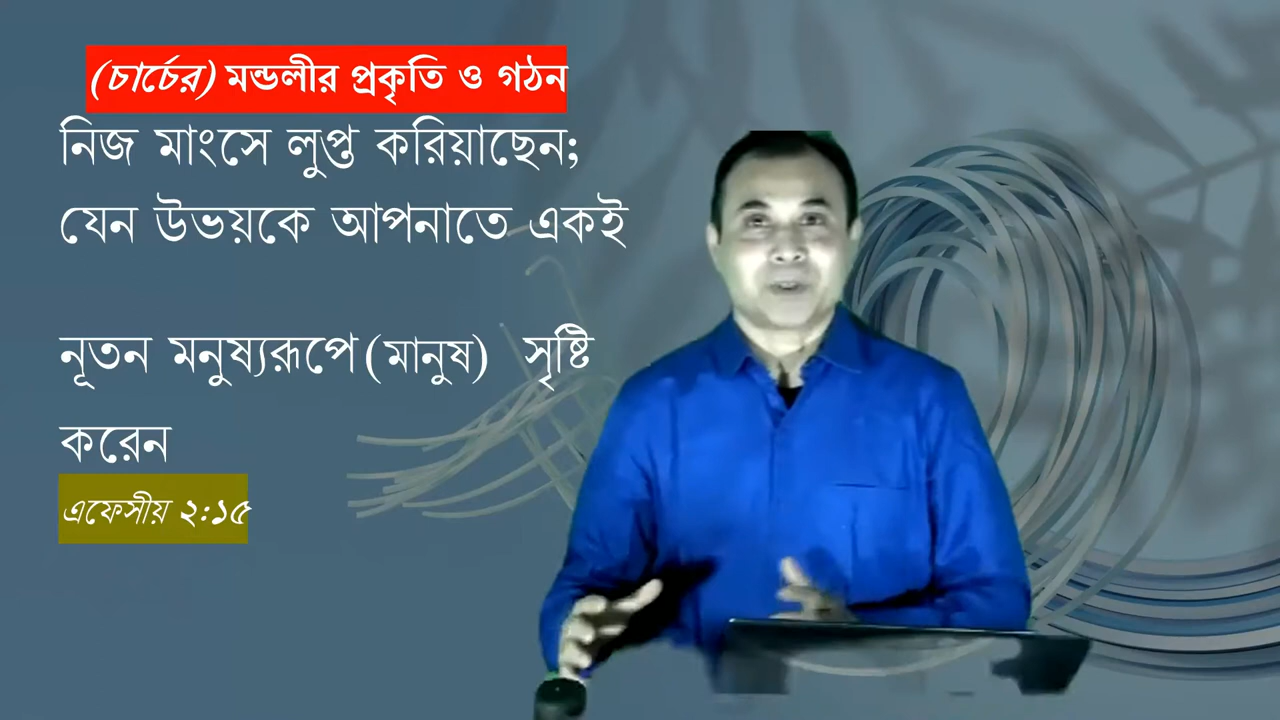 (চার্চের) মন্ডলীর প্রকৃতি ও গঠন
নিজ মাংসে লুপ্ত করিয়াছেন;
যেন উভয়কে আপনাতে একই
নূতন মনুষ্যরূপে(মানুষ) সৃষ্টি
করেন
এফেসীয় ২:১৫